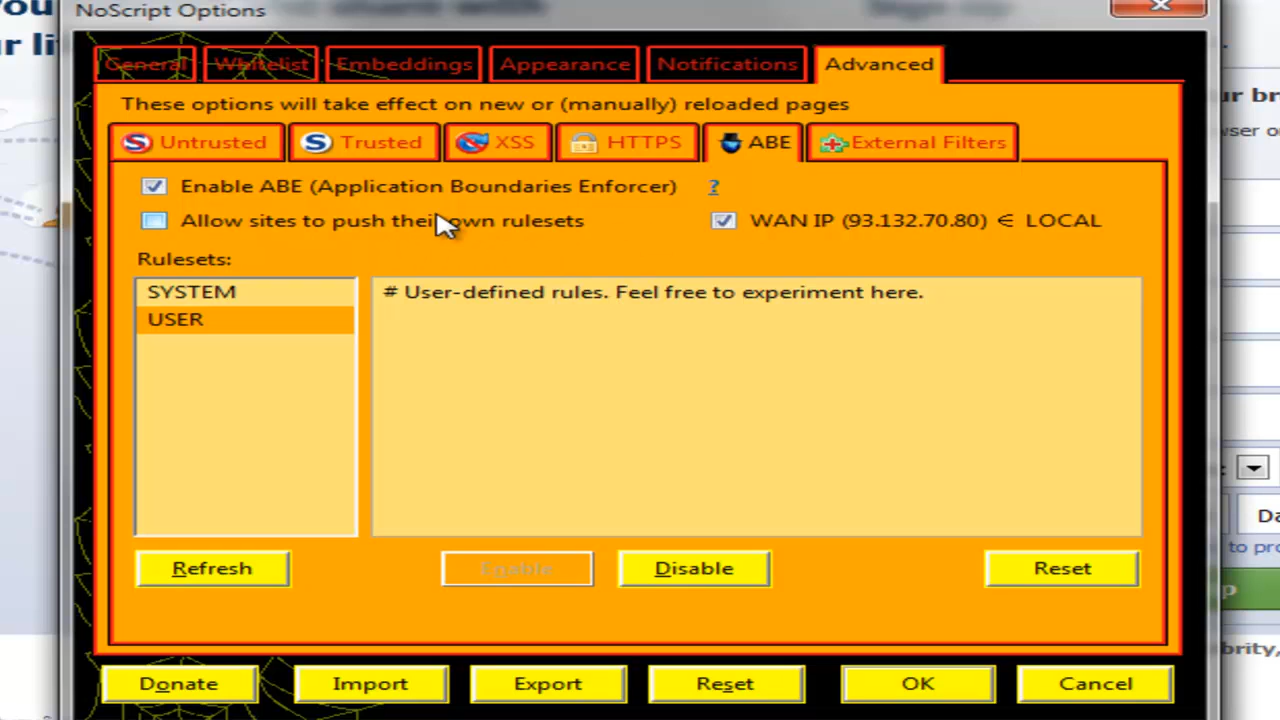 NoScript Options
General Whitelist Embeddings Appearance Notifications Advanced
These options will take effect on new or (manually) reloaded pages
Untrusted Trusted XSS HTTPS ABE External Filters
Enable ABE (Application Boundaries Enforcer) ?
Allow sites to push their own rulesets WAN IP (93.132.70.80) ∈ LOCAL
Rulesets:
SYSTEM # User-defined rules. Feel free to experiment here.
USER
Refresh Enable Disable Reset
Donate Import Export Reset OK Cancel